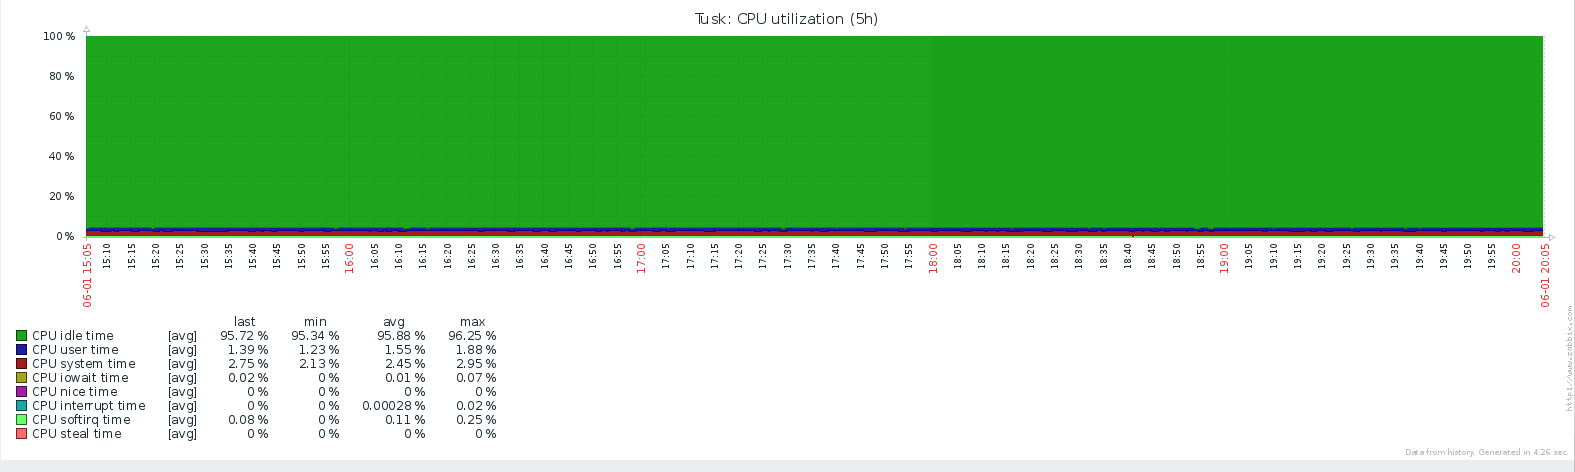 Tusk: CPU utilization (5h)
100 %
80 %
60 %
40 %
20 %
0 %
06-01 15:05 15:10 15:15 15:20 15:25 15:30 15:35 15:40 15:45 15:50 15:55 16:00 16:05 16:10 16:15 16:20 16:25 16:30 16:35 16:40 16:45 16:50 16:55 17:00 17:05 17:10 17:15 17:20 17:25 17:30 17:35 17:40 17:45 17:50 17:55 18:00 18:05 18:10 18:15 18:20 18:25 18:30 18:35 18:40 18:45 18:50 18:55 19:00 19:05 19:10 19:15 19:20 19:25 19:30 19:35 19:40 19:45 19:50 19:55 20:00 06-01 20:05
last min avg max
CPU idle time [avg] 95.72 % 95.34 % 95.88 % 96.25 %
CPU user time [avg] 1.39 % 1.23 % 1.55 % 1.88 %
CPU system time [avg] 2.75 % 2.13 % 2.45 % 2.95 %
CPU iowait time [avg] 0.02 % 0 % 0.01 % 0.07 %
CPU nice time [avg] 0 % 0 % 0 % 0 %
CPU interrupt time [avg] 0 % 0 % 0.00028 % 0.02 %
CPU softirq time [avg] 0.08 % 0 % 0.11 % 0.25 %
CPU steal time [avg] 0 % 0 % 0 % 0 %
http://www.zabbix.com
Data from history. Generated in 4.26 sec.